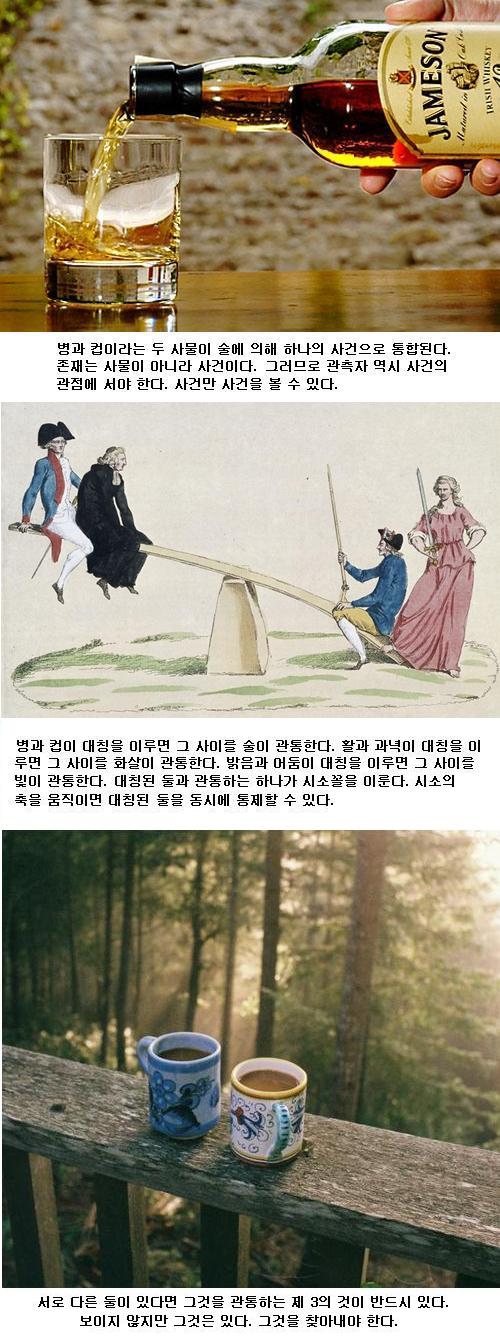 JAMESON
IRISH WHISKEY
병과 컵이라는 두 사물이 술에 의해 하나의 사건으로 통합된다.
존재는 사물이 아니라 사건이다. 그러므로 관측자 역시 사건의
관점에 서야 한다. 사건만 사건을 볼 수 있다.
병과 컵이 대칭을 이루면 그 사이를 술이 관통한다. 활과 과녁이 대칭을 이
루면 그 사이를 화살이 관통한다. 밝음과 어둠이 대칭을 이루면 그 사이를
빛이 관통한다. 대칭된 둘과 관통하는 하나가 시소꼴을 이룬다. 시소의
축을 움직이면 대칭된 둘을 동시에 통제할 수 있다.
서로 다른 둘이 있다면 그것을 관통하는 제 3의 것이 반드시 있다.
보이지 않지만 그것은 있다. 그것을 찾아내야 한다.